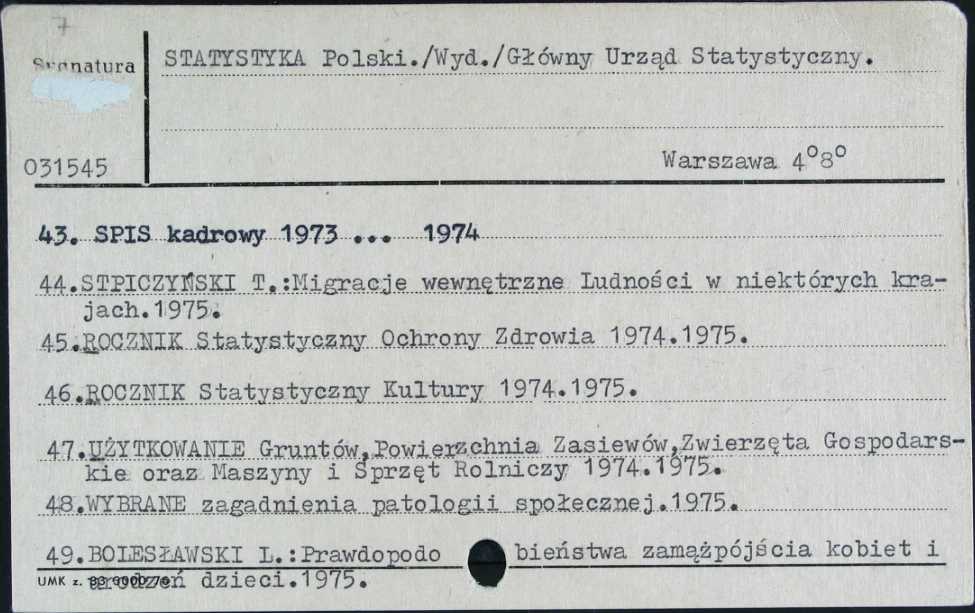 7
Sygnatura
STATYSTYKA Polski./Wyd./Główny Urząd Statystyczny.
031545
Warszawa 4°8°
43. SPIS kadrowy 1973 ... 1974
44.STPICZYŃSKI T.:Migracje wewnętrzne Ludności w niektórych kra-
jach.1975.
45.ROCZNIK Statystyczny Ochrony Zdrowia 1974.1975.
46.ROCZNIK Statystyczny Kultury 1974.1975.
47.UŻYTKOWANIE Gruntów,Powierzchnia Zasiewów,Zwierzęta Gospodars-
kie oraz Maszyny i Sprzęt Rolniczy 1974.1975.
48.WYBRANE zagadnienia patologii społecznej.1975.
49.BOLESŁAWSKI L.:Prawdopodo bieństwa zamążpójścia kobiet i
urodzeń dzieci.1975.
UMK z.